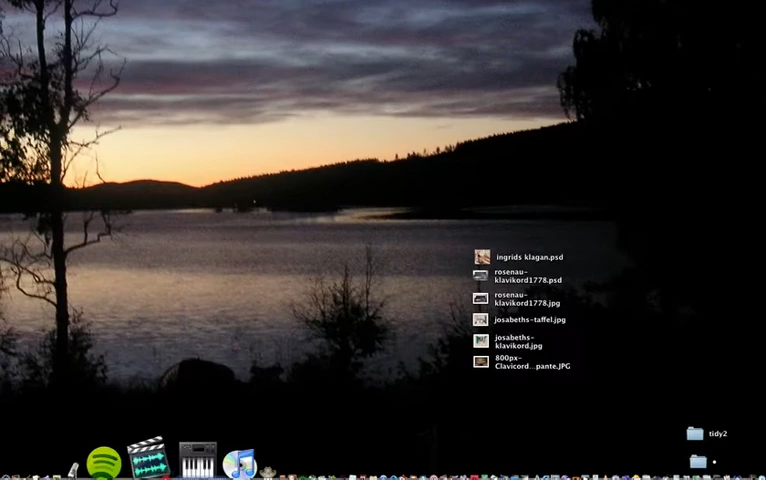 ingrids klagan.psd
rosenau-
klavikord1778.psd
rosenau-
klavikord1778.jpg
josabeths-taffel.jpg
josabeths-
klavikord.jpg
800px-
Clavicord...pante.JPG
tidy2